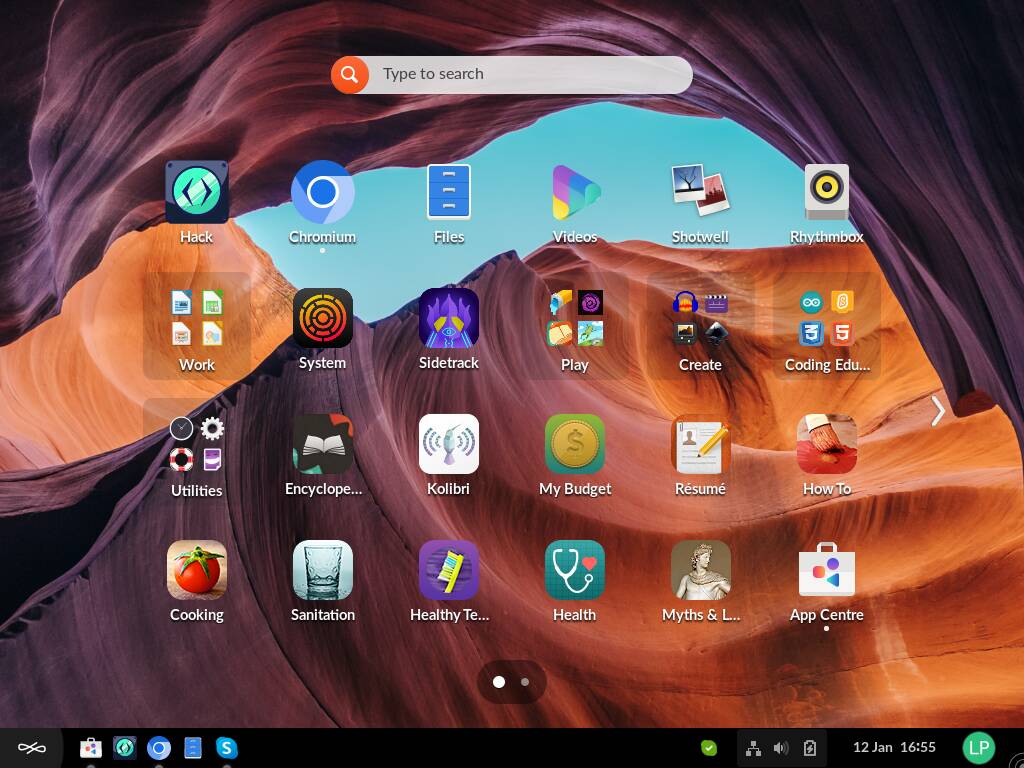 Type to search
Hack
Chromium
Files
Videos
Shotwell
Rhythmbox
Work
System
Sidetrack
Play
Create
Coding Edu...
Utilities
Encyclope...
Kolibri
My Budget
Résumé
How To
Cooking
Sanitation
Healthy Te...
Health
Myths & L...
App Centre
12 Jan 16:55
LP